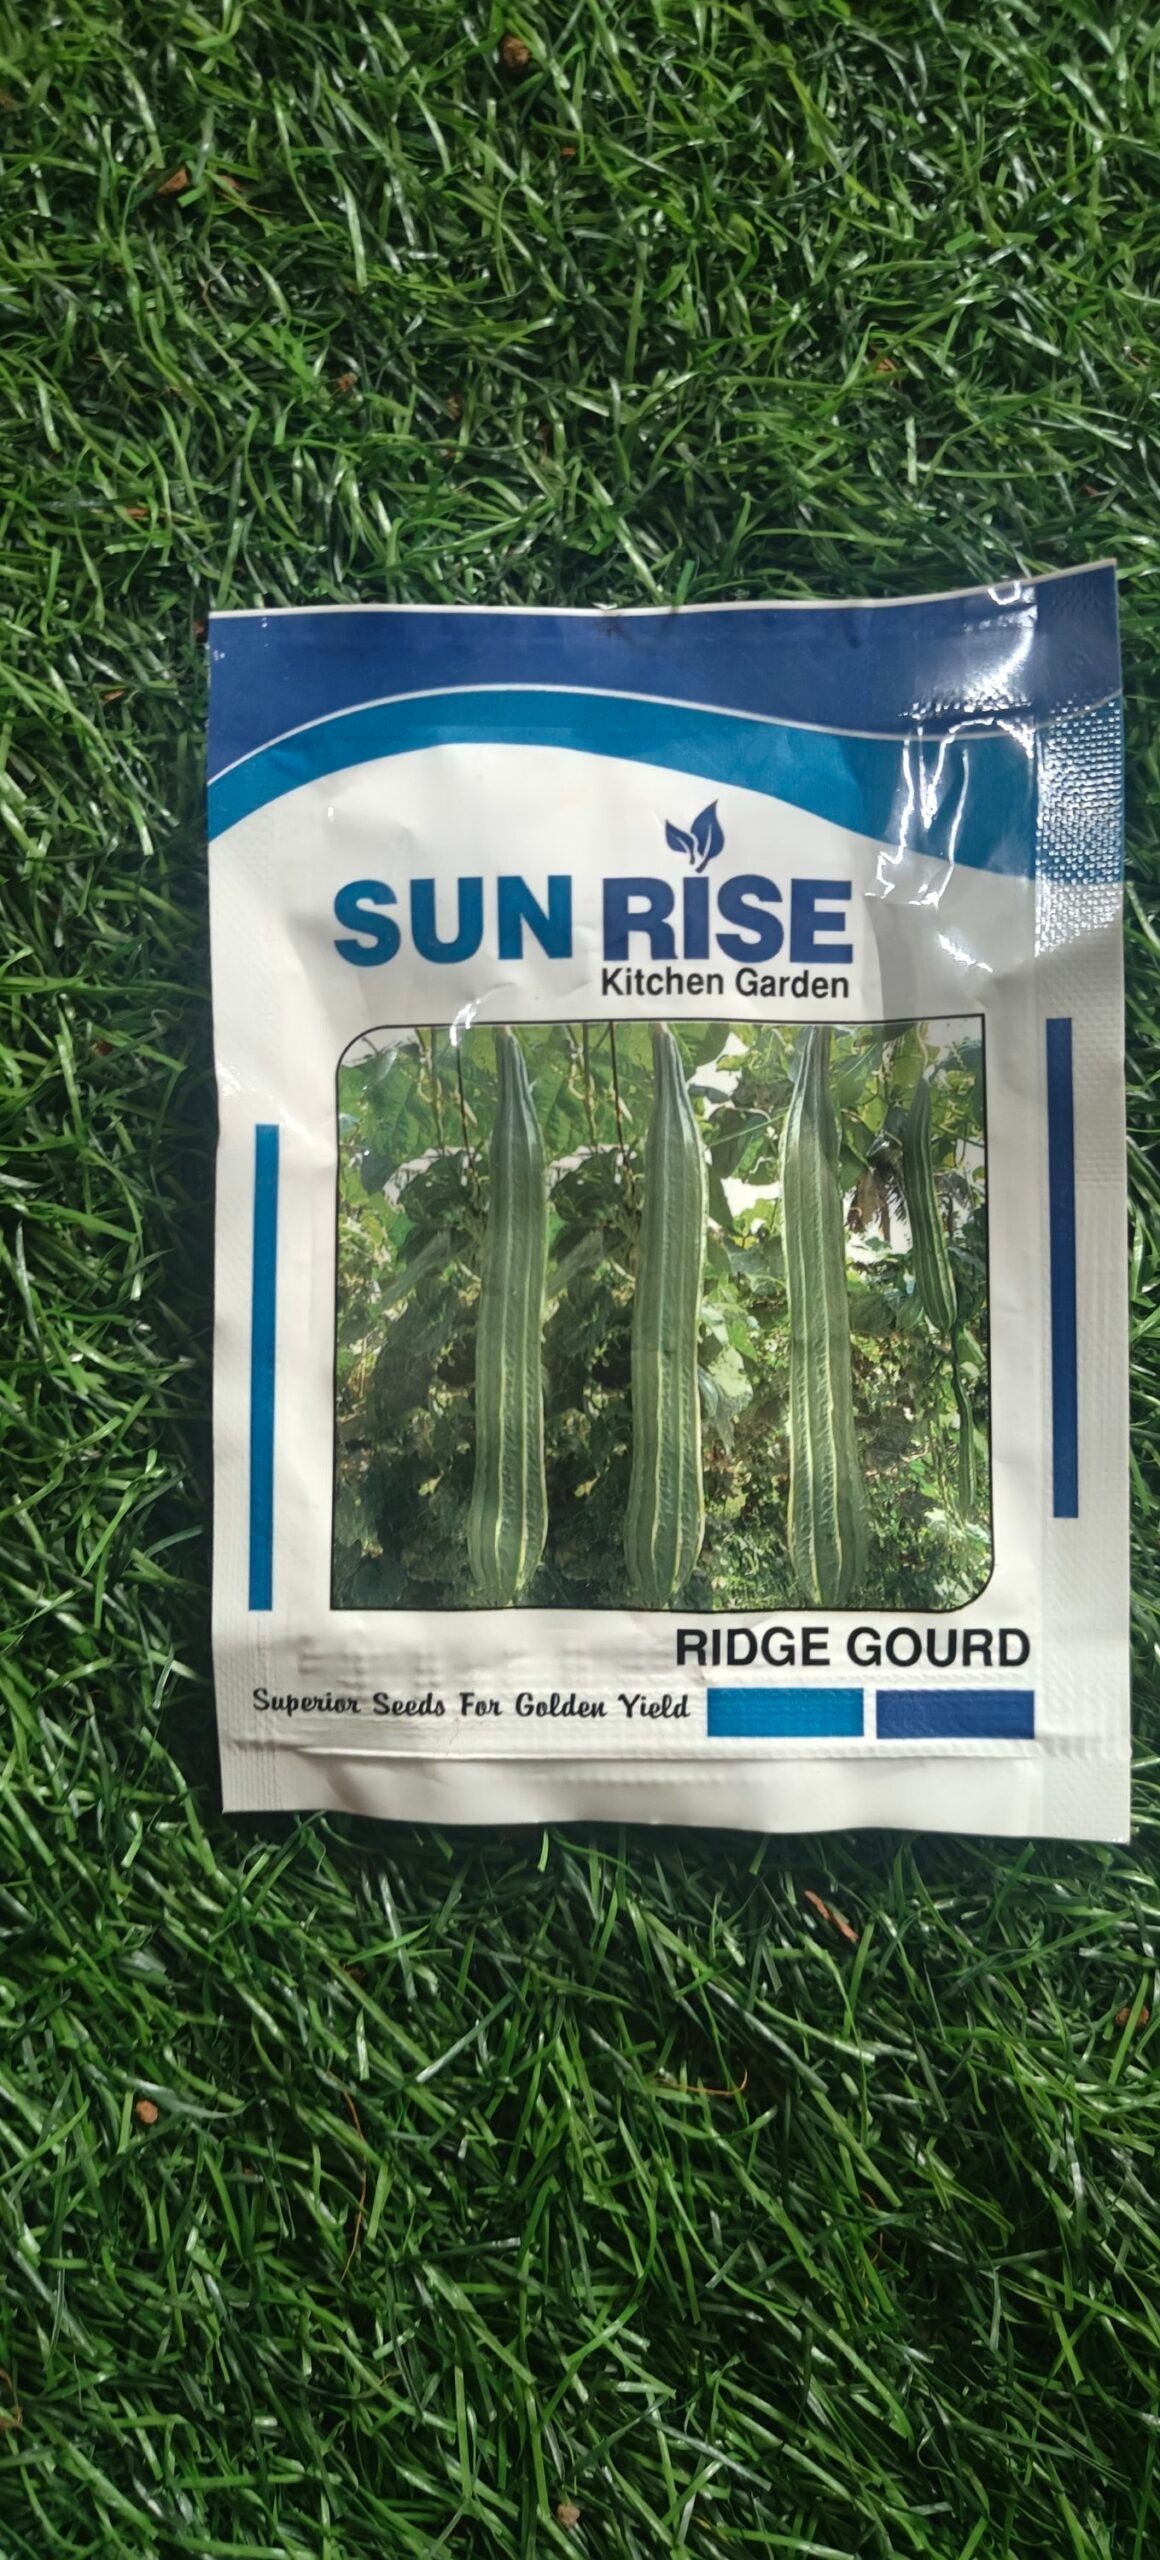 SUN RISE
Kitchen Garden
RIDGE GOURD
Superior Seeds For Golden Yield